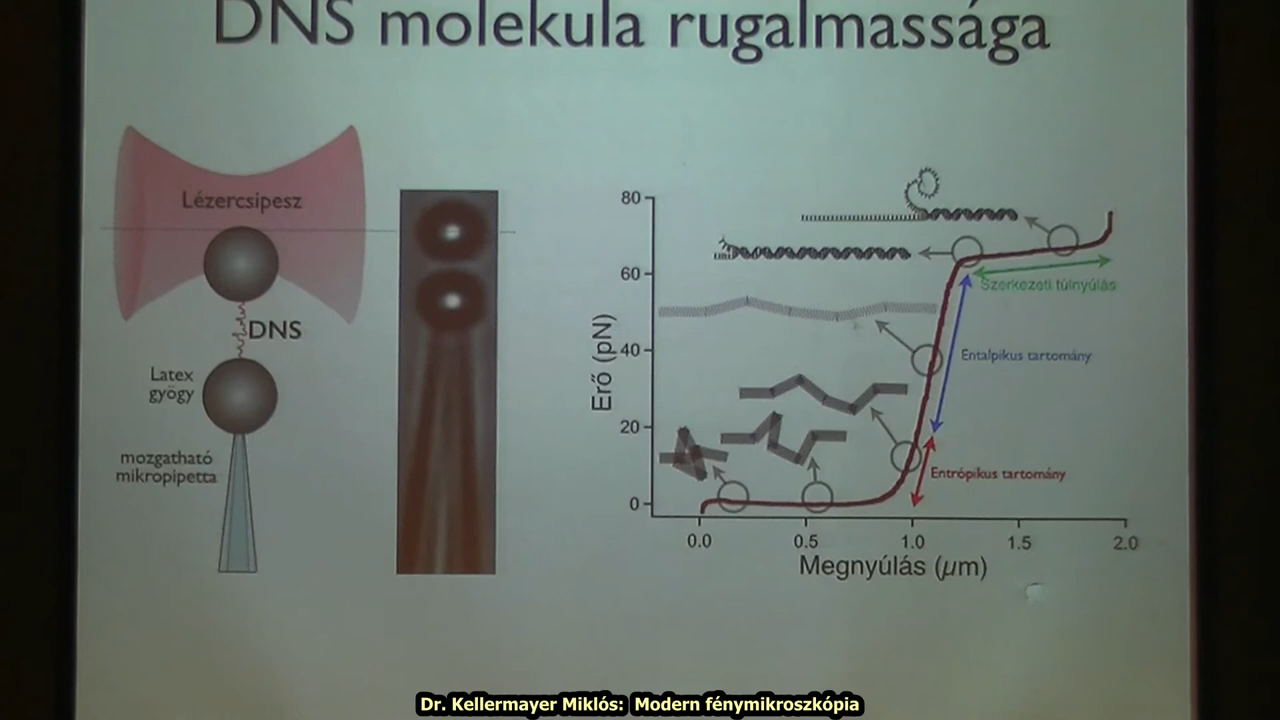 DNS molekula rugalmassága
Lézercsipesz
DNS
Latex
gyögy
mozgatható
mikropipetta
80
60
40
20
0
Erő (pN)
Szerkezeti túlnyúlás
Entalpikus tartomány
Entrópikus tartomány
0.0 0.5 1.0 1.5 2.0
Megnyúlás (µm)
Dr. Kellermayer Miklós: Modern fénymikroszkópia